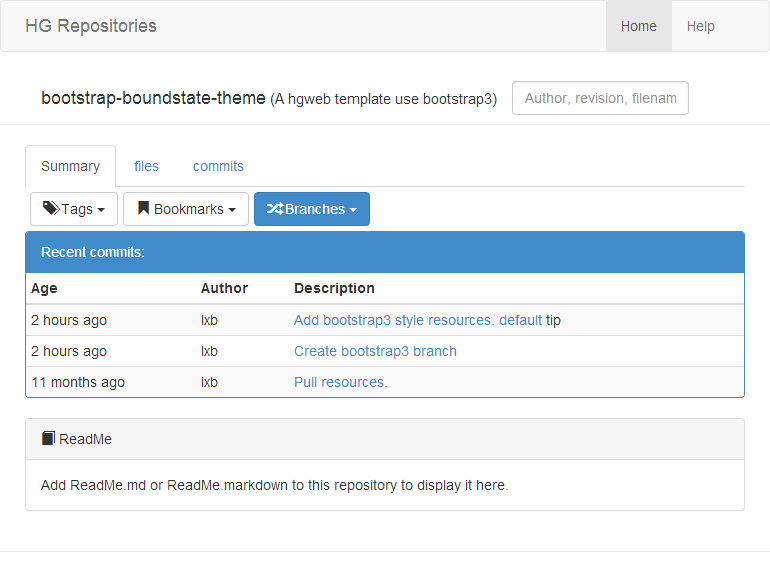 HG Repositories Home Help
bootstrap-boundstate-theme (A hgweb template use bootstrap3) Author, revision, filenam
Summary files commits
Tags Bookmarks Branches
Recent commits:
Age Author Description
2 hours ago lxb Add bootstrap3 style resources. default tip
2 hours ago lxb Create bootstrap3 branch
11 months ago lxb Pull resources.
ReadMe
Add ReadMe.md or ReadMe.markdown to this repository to display it here.